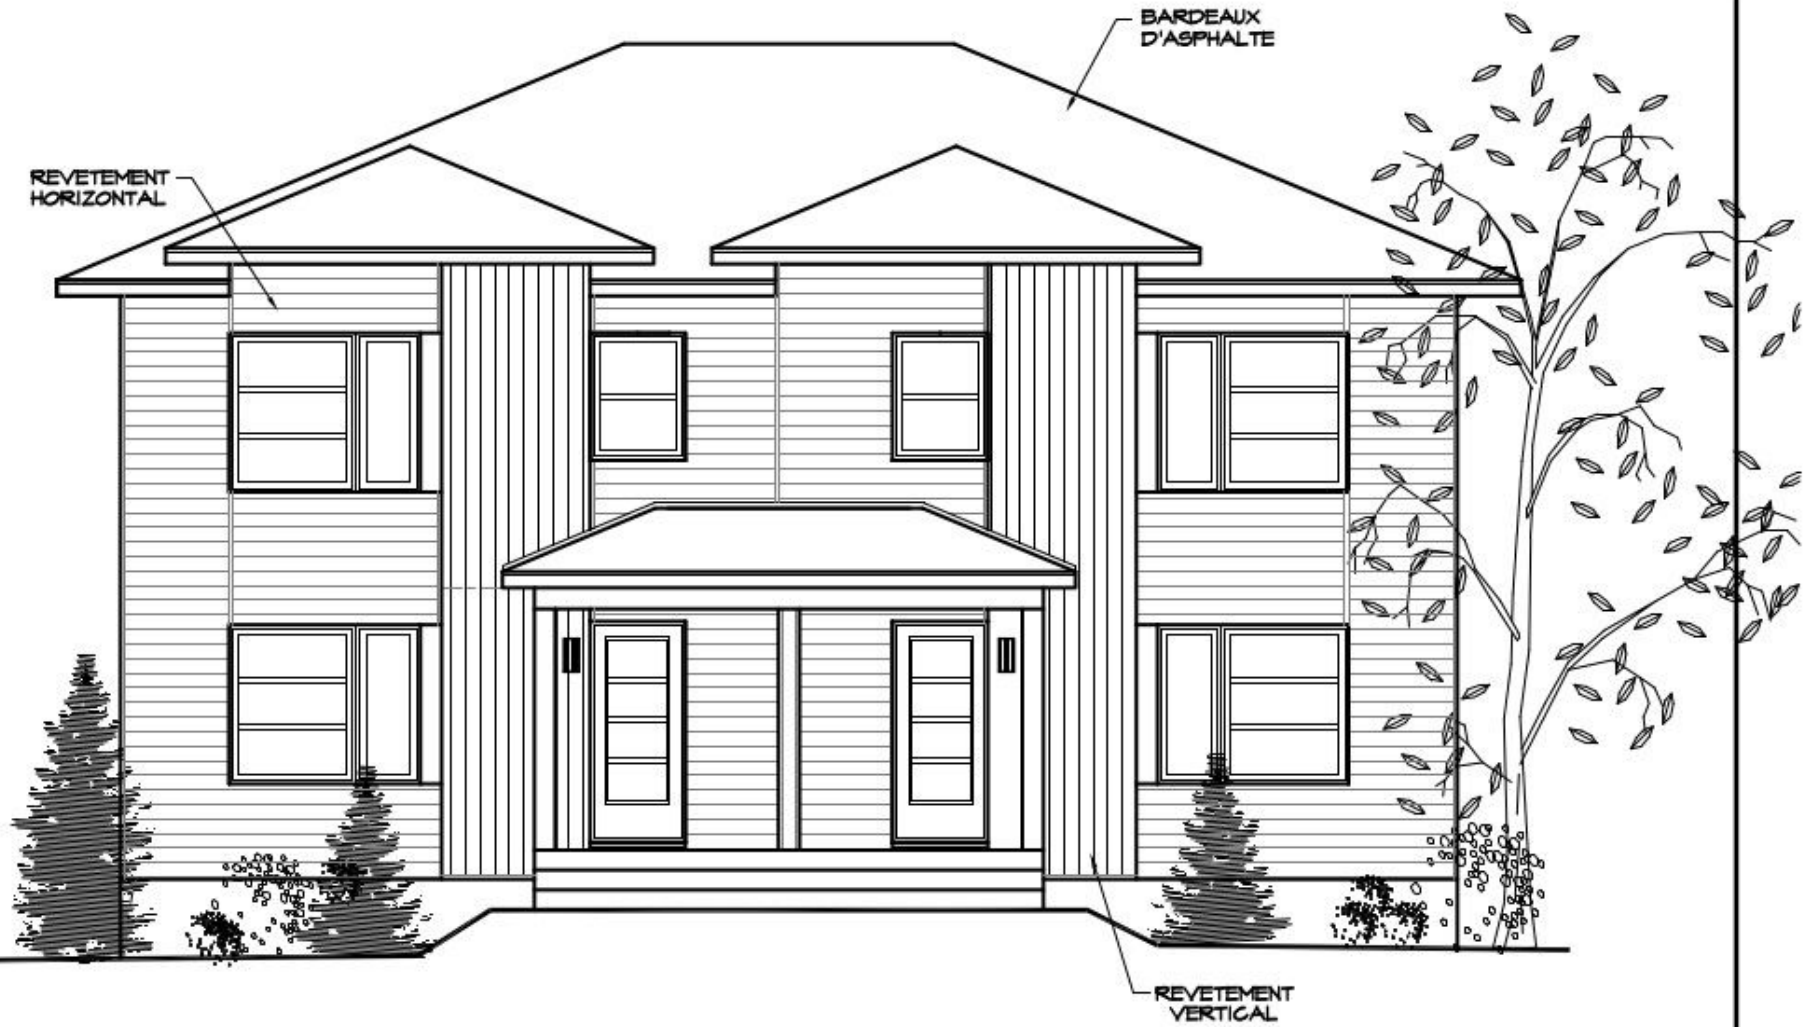 BARDEAUX
D'ASPHALTE
REVETEMENT
HORIZONTAL
REVETEMENT
VERTICAL